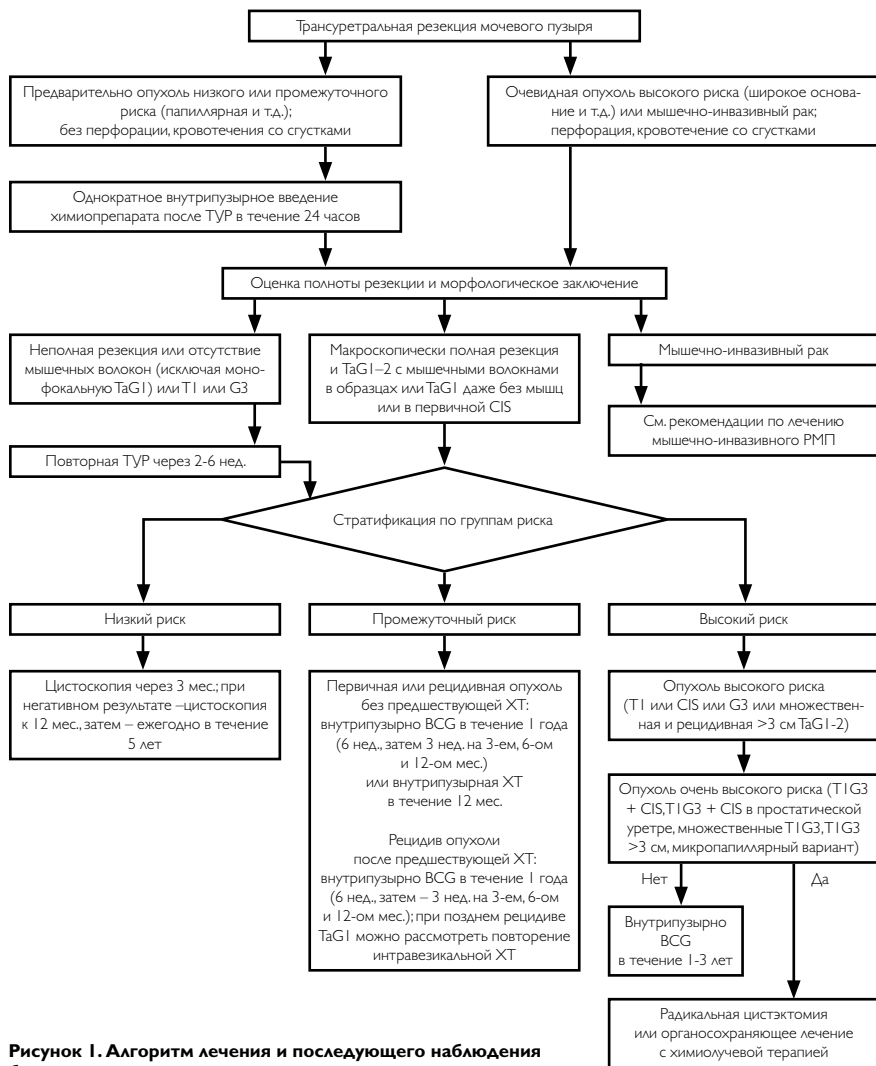 Трансуретральная резекция мочевого пузыря
Предварительно опухоль низкого или промежуточного
риска (папиллярная и т.д.);
без перфорации, кровотечения со сгустками
Очевидная опухоль высокого риска (широкое основа-
ние и т.д.) или мышечно-инвазивный рак;
перфорация, кровотечение со сгустками
Однократное внутрипузырное введение
химиопрепарата после ТУР в течение 24 часов
Оценка полноты резекции и морфологическое заключение
Неполная резекция или отсутствие
мышечных волокон (исключая моно-
фокальную TaG1) или T1 или G3
Макроскопически полная резекция
и TaG1–2 с мышечными волокнами
в образцах или TaG1 даже без мышц
или в первичной CIS
Мышечно-инвазивный рак
См. рекомендации по лечению
мышечно-инвазивного РМП
Повторная ТУР через 2-6 нед.
Стратификация по группам риска
Низкий риск
Промежуточный риск
Высокий риск
Цистоскопия через 3 мес.; при
негативном результате –цистоскопия
к 12 мес., затем – ежегодно в течение
5 лет
Первичная или рецидивная опухоль
без предшествующей ХТ:
внутрипузырно BCG в течение 1 года
(6 нед., затем 3 нед. на 3-ем, 6-ом
и 12-ом мес.)
или внутрипузырная ХТ
в течение 12 мес.
Рецидив опухоли
после предшествующей ХТ:
внутрипузырно BCG в течение 1 года
(6 нед., затем – 3 нед. на 3-ем, 6-ом
и 12-ом мес.); при позднем рецидиве
TaG1 можно рассмотреть повторение
интравезикальной ХТ
Опухоль высокого риска
(T1 или CIS или G3 или множествен-
ная и рецидивная >3 см TaG1-2)
Опухоль очень высокого риска (T1G3
+ CIS,T1G3 + CIS в простатической
уретре, множественные T1G3,T1G3
>3 см, микропапиллярный вариант)
Нет
Да
Внутрипузырно
BCG
в течение 1-3 лет
Радикальная цистэктомия
или органосохраняющее лечение
с химиолучевой терапией
Рисунок 1. Алгоритм лечения и последующего наблюдения